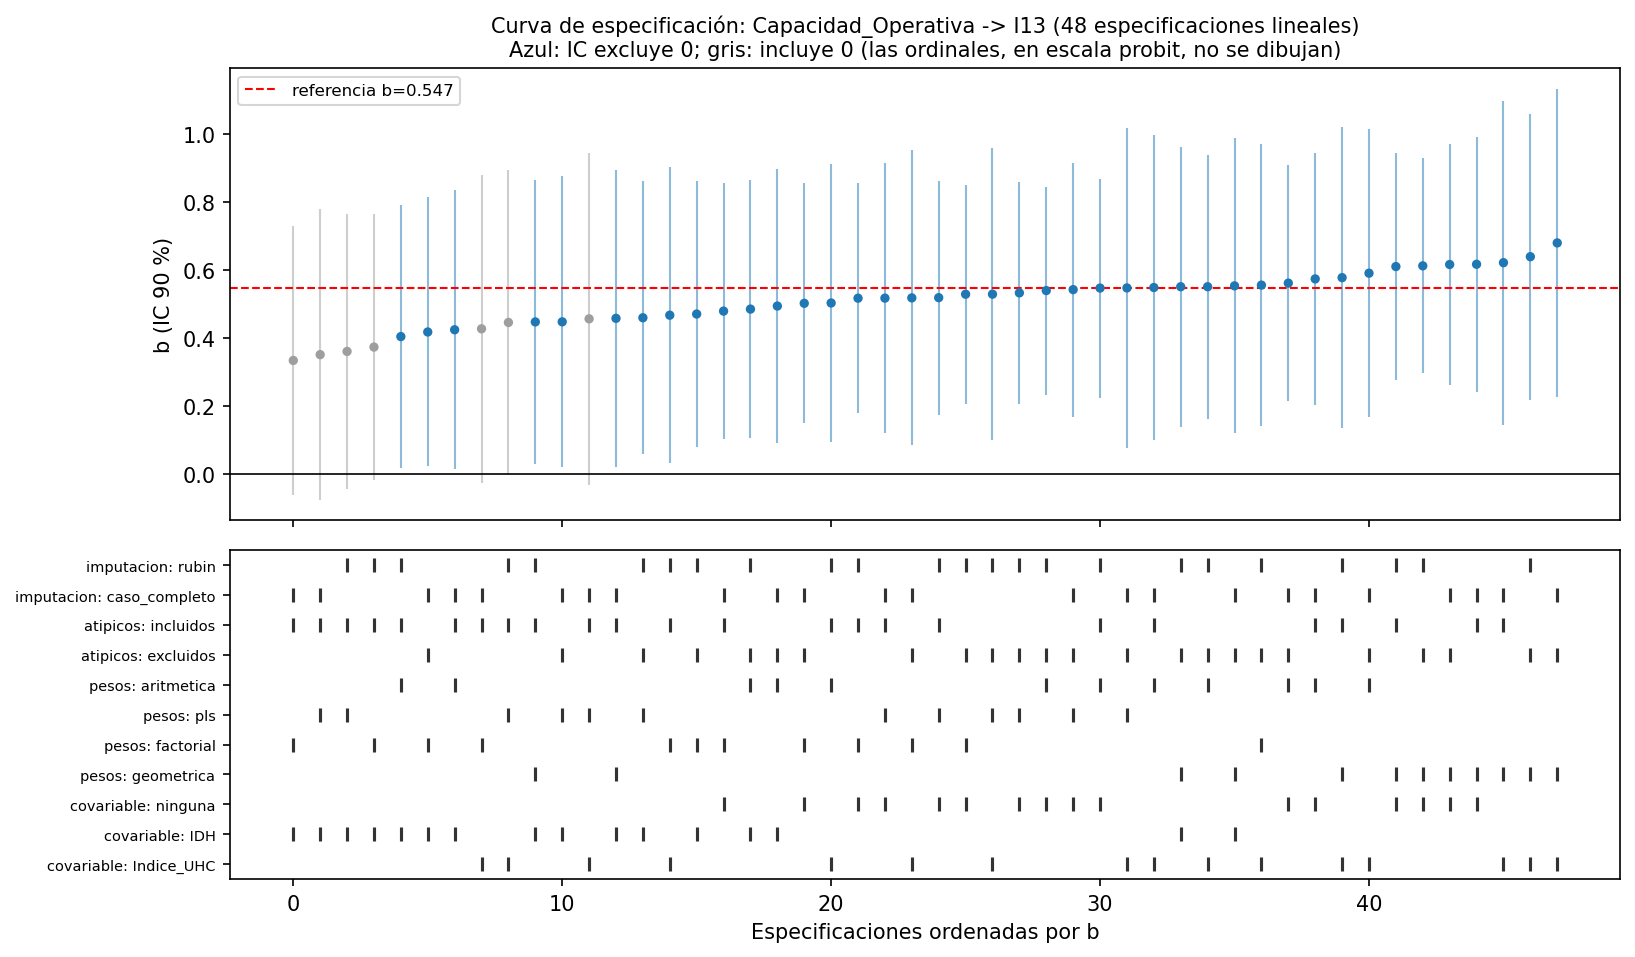 Curva de especificación: Capacidad_Operativa -> I13 (48 especificaciones lineales)
Azul: IC excluye 0; gris: incluye 0 (las ordinales, en escala probit, no se dibujan)
referencia b=0.547
b (IC 90 %)
1.0
0.8
0.6
0.4
0.2
0.0
imputacion: rubin
imputacion: caso_completo
atipicos: incluidos
atipicos: excluidos
pesos: aritmetica
pesos: pls
pesos: factorial
pesos: geometrica
covariable: ninguna
covariable: IDH
covariable: Indice_UHC
0 10 20 30 40
Especificaciones ordenadas por b